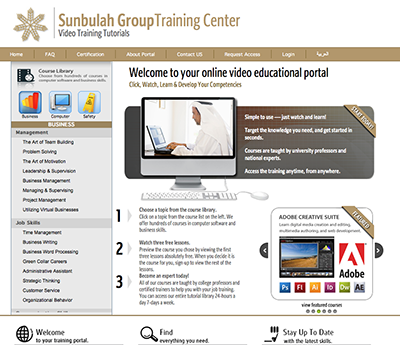 Sunbulah GroupTraining Center
Video Training Tutorials
Home FAQ Certification About Portal Contact US Request Access Login العربية
Course Library
Choose from hundreds of courses in
computer software and business skills.
Business Computer Safety
BUSINESS
Management
The Art of Team Building
Problem Solving
The Art of Motivation
Leadership & Supervision
Business Management
Managing & Supervising
Project Management
Utilizing Virtual Businesses
Job Skills
Time Management
Business Writing
Business Word Processing
Green Collar Careers
Administrative Assistant
Strategic Thinking
Customer Service
Organizational Behavior
Welcome to your online video educational portal
Click, Watch, Learn & Develop Your Competencies
Simple to use — just watch and learn!
Target the knowledge you need, and get started in
seconds.
Courses are taught by university professors and
national experts.
Access the training anytime, from anywhere.
1 Choose a topic from the course library.
Click on a topic from the course list on the left. We
offer hundreds of courses in computer software and
business skills.
2 Watch three free lessons.
Preview the course you chose by viewing the first
three lessons absolutely free. When you decide it is
the course for you, sign up to view the rest of the
lessons.
3 Become an expert today!
All of our courses are taught by college professors and
certified trainers to help you with your job training.
You can access our entire tutorial library 24-hours a
day 7-days a week.
FEATURED
ADOBE CREATIVE SUITE
Learn digital media creation and editing,
multimedia authoring, and web development.
Adobe
Ps Fl Ai Id Dw Ae
view featured courses
Welcome
to your training portal.
Find
everything you need.
Stay Up To Date
with the latest skills.